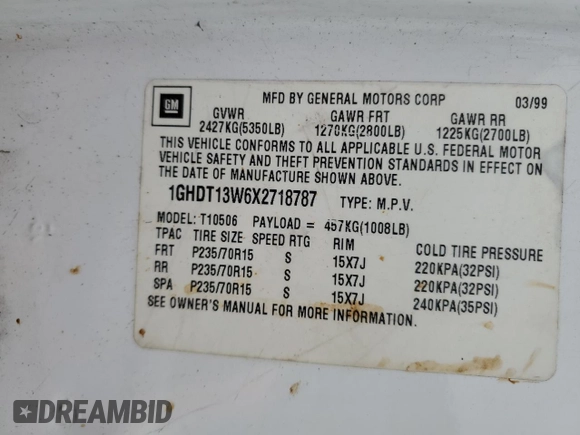 GM
MFD BY GENERAL MOTORS CORP 03/99
GVWR GAWR FRT GAWR RR
2427KG(5350LB) 1270KG(2800LB) 1225KG(2700LB)
THIS VEHICLE CONFORMS TO ALL APPLICABLE U.S. FEDERAL MOTOR
VEHICLE SAFETY AND THEFT PREVENTION STANDARDS IN EFFECT ON
THE DATE OF MANUFACTURE SHOWN ABOVE.
1GHDT13W6X2718787 TYPE: M.P.V.
MODEL: T10506 PAYLOAD = 457KG(1008LB)
TPAC TIRE SIZE SPEED RTG RIM COLD TIRE PRESSURE
FRT P235/70R15 S 15X7J 220KPA(32PSI)
RR P235/70R15 S 15X7J 220KPA(32PSI)
SPA P235/70R15 S 15X7J 240KPA(35PSI)
SEE OWNER'S MANUAL FOR MORE INFORMATION.
DREAMBID